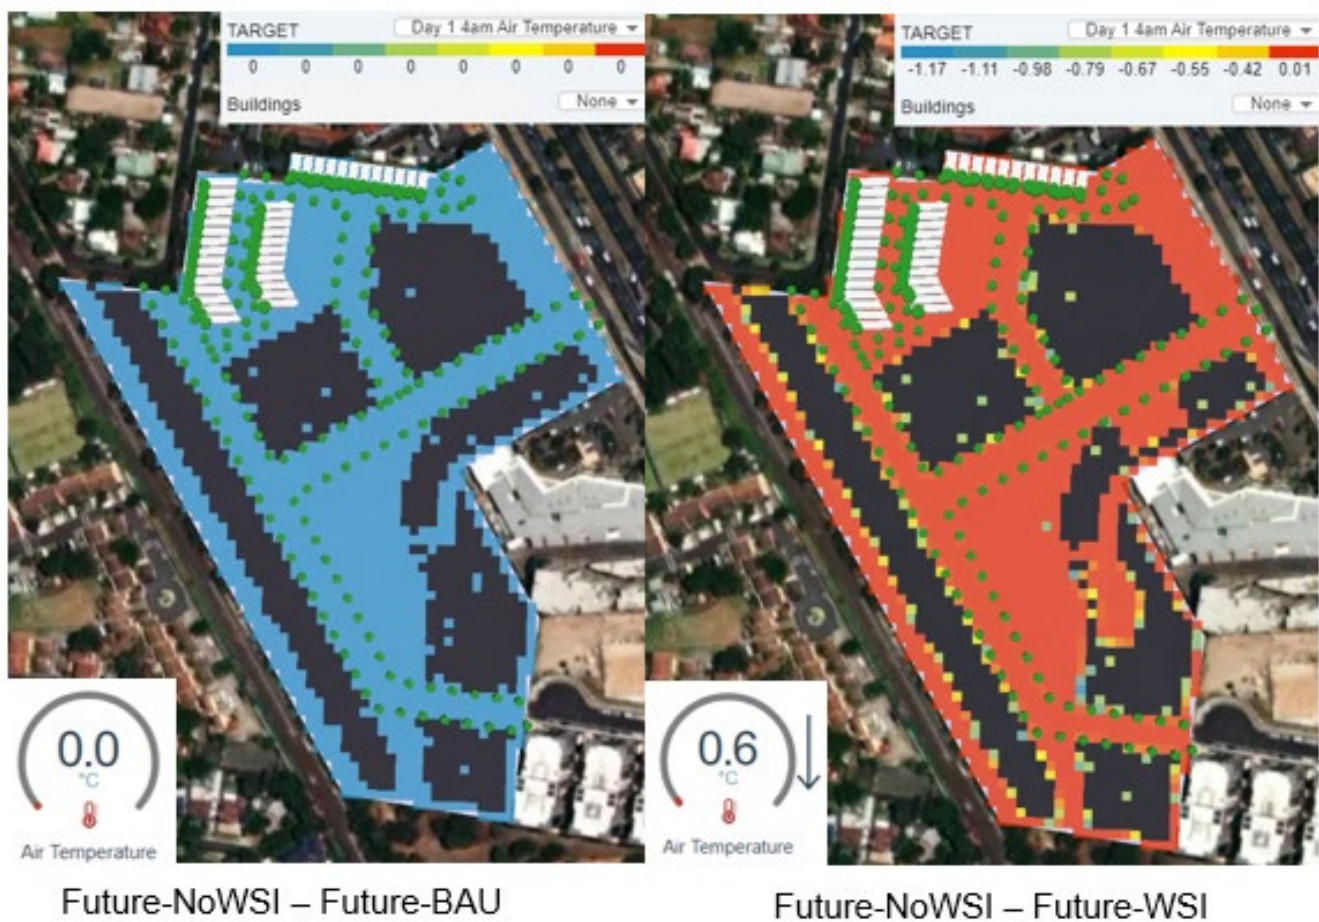 TARGET Day 1 4am Air Temperature
0 0 0 0 0 0 0 0
Buildings None
0.0
°C
Air Temperature
Future-NoWSI – Future-BAU
TARGET Day 1 4am Air Temperature
-1.17 -1.11 -0.98 -0.79 -0.67 -0.55 -0.42 0.01
Buildings None
0.6
°C
Air Temperature
Future-NoWSI – Future-WSI